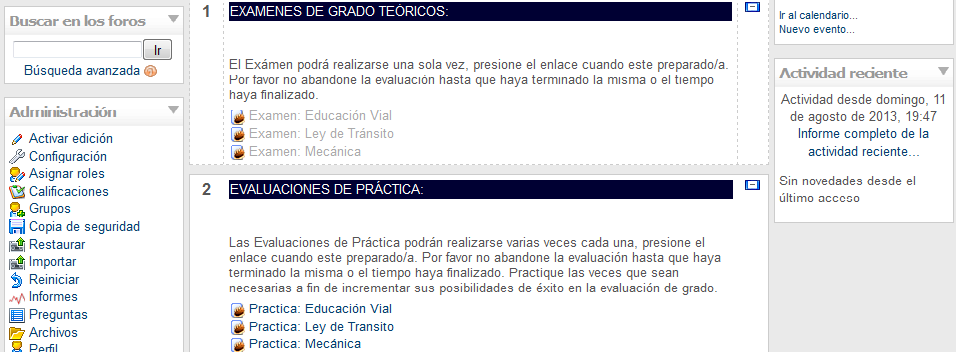 Buscar en los foros
Ir
Búsqueda avanzada
Administración
Activar edición
Configuración
Asignar roles
Calificaciones
Grupos
Copia de seguridad
Restaurar
Importar
Reiniciar
Informes
Preguntas
Archivos
Perfil
1
EXAMENES DE GRADO TEÓRICOS:
El Exámen podrá realizarse una sola vez, presione el enlace cuando este preparado/a.
Por favor no abandone la evaluación hasta que haya terminado la misma o el tiempo
haya finalizado.
Examen: Educación Vial
Examen: Ley de Tránsito
Examen: Mecánica
2
EVALUACIONES DE PRÁCTICA:
Las Evaluaciones de Práctica podrán realizarse varias veces cada una, presione el
enlace cuando este preparado/a. Por favor no abandone la evaluación hasta que haya
terminado la misma o el tiempo haya finalizado. Practique las veces que sean
necesarias a fin de incrementar sus posibilidades de éxito en la evaluación de grado.
Practica: Educación Vial
Practica: Ley de Transito
Practica: Mecánica
Ir al calendario...
Nuevo evento...
Actividad reciente
Actividad desde domingo, 11
de agosto de 2013, 19:47
Informe completo de la
actividad reciente...
Sin novedades desde el
último acceso